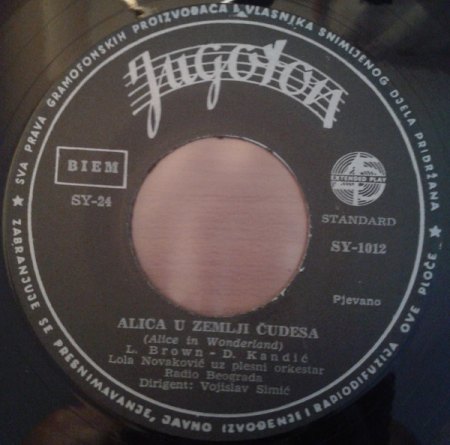 ★ SVA PRAVA GRAMOFONSKIH PROIZVOĐAČA & VLASNIKA SNIMLJENOG DJELA PRIDRŽANA ★
ZABRANJUJE SE PRESNIMAVANJE, JAVNO IZVOĐENJE I RADIODIFUZIJA OVE PLOČE
Jugoton
BIEM
SY-24
EXTENDED PLAY
STANDARD
SY-1012
Pjevano
ALICA U ZEMLJI ČUDESA
(Alice in Wonderland)
L. Brown - D. Kandić
Lola Novaković uz plesni orkestar
Radio Beograda
Dirigent: Vojislav Simić